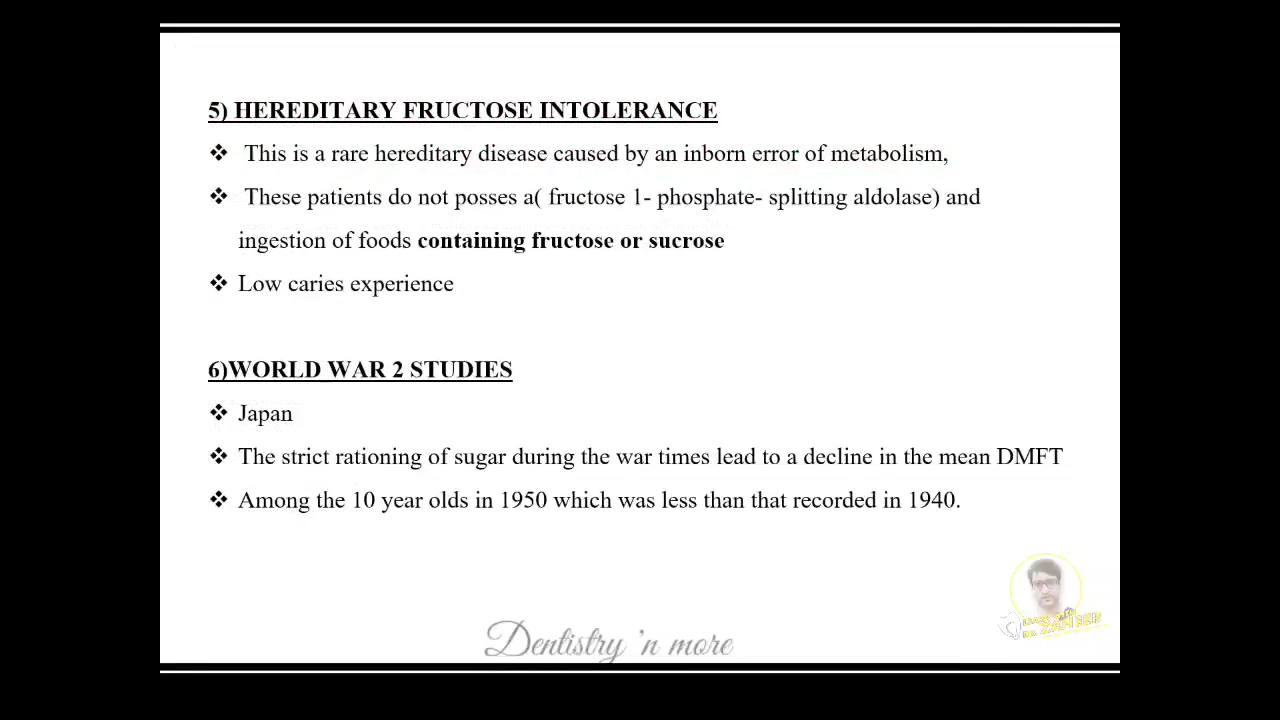 5) HEREDITARY FRUCTOSE INTOLERANCE
❖ This is a rare hereditary disease caused by an inborn error of metabolism,
❖ These patients do not posses a( fructose 1- phosphate- splitting aldolase) and
ingestion of foods containing fructose or sucrose
❖ Low caries experience
6)WORLD WAR 2 STUDIES
❖ Japan
❖ The strict rationing of sugar during the war times lead to a decline in the mean DMFT
❖ Among the 10 year olds in 1950 which was less than that recorded in 1940.
Dentistry 'n more